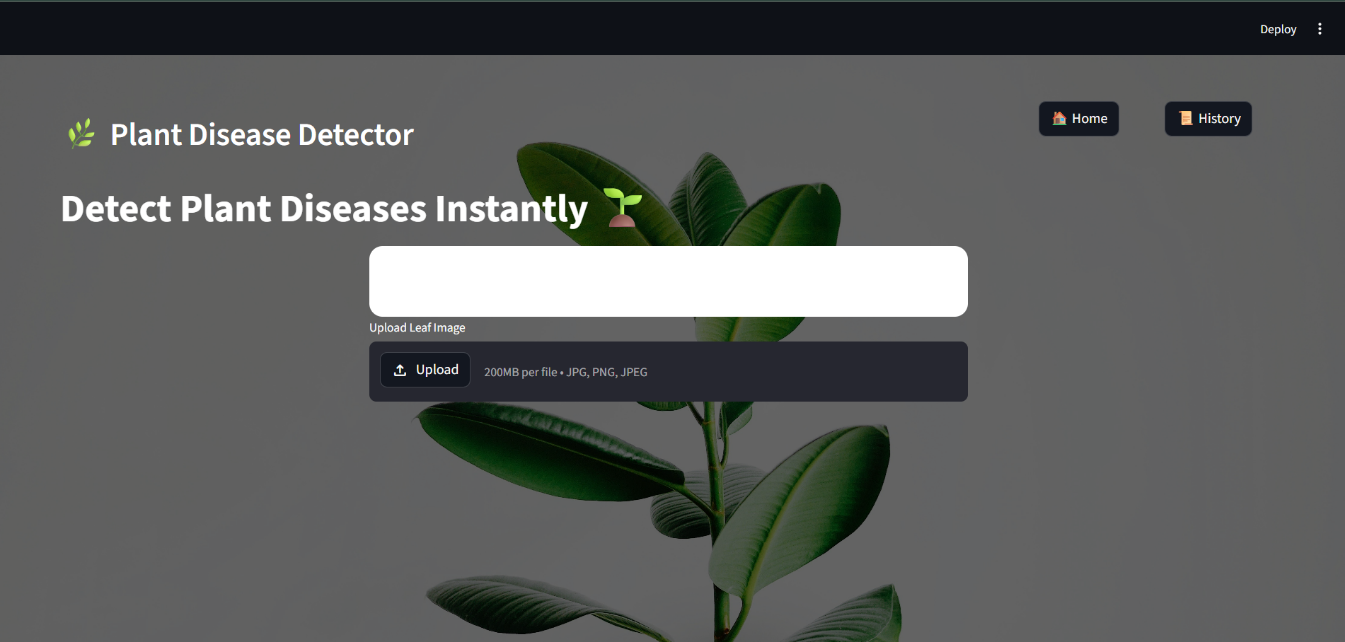 Deploy
🌿 Plant Disease Detector
🏠 Home
📜 History
Detect Plant Diseases Instantly 🌱
Upload Leaf Image
Upload
200MB per file • JPG, PNG, JPEG